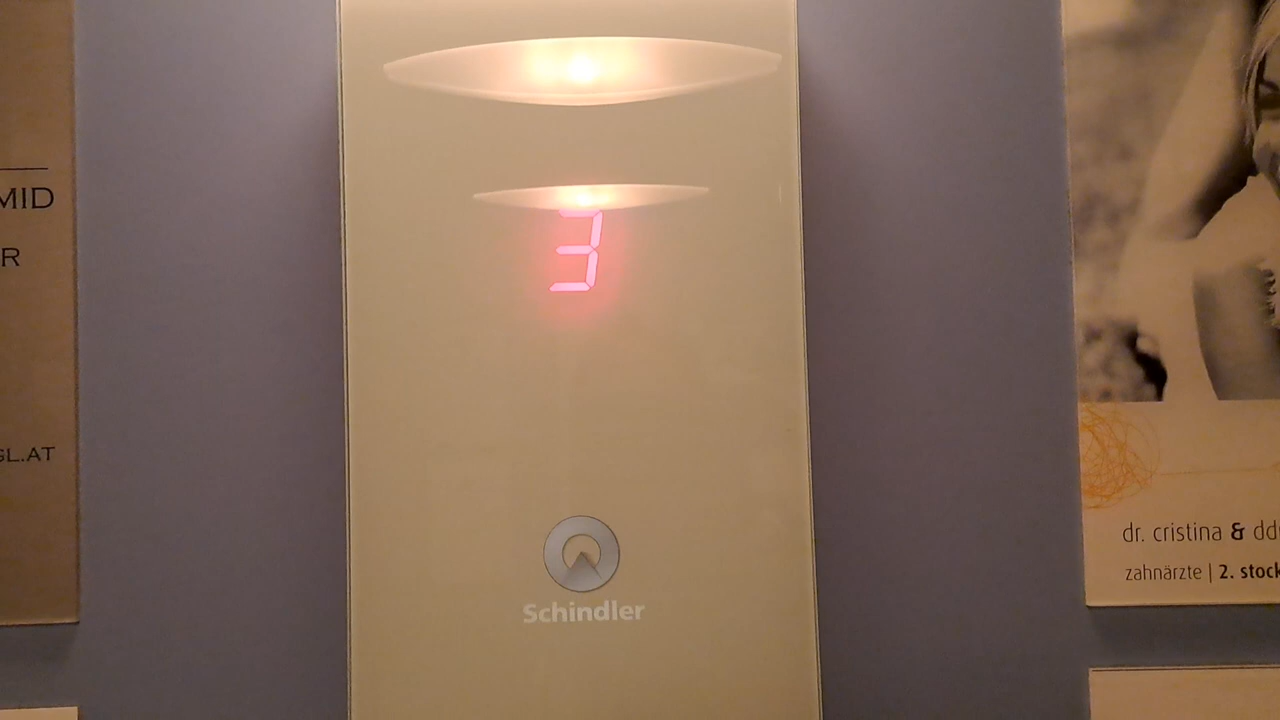 MID
R
GL.AT
3
Schindler
dr. cristina & dd
zahnärzte | 2. stock